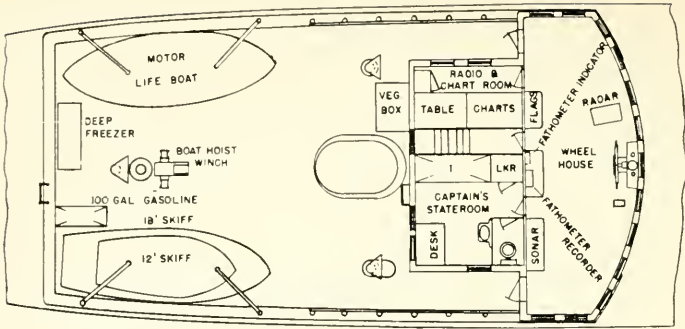 MOTOR
LIFE BOAT
DEEP
FREEZER
BOAT HOIST
WINCH
100 GAL GASOLINE
18' SKIFF
12' SKIFF
VEG.
BOX
RADIO &
CHART ROOM
TABLE
CHARTS
FLAGS
FATHOMETER INDICATOR
RADAR
WHEEL
HOUSE
1
LKR
CAPTAIN'S
STATEROOM
DESK
SONAR
FATHOMETER
RECORDER